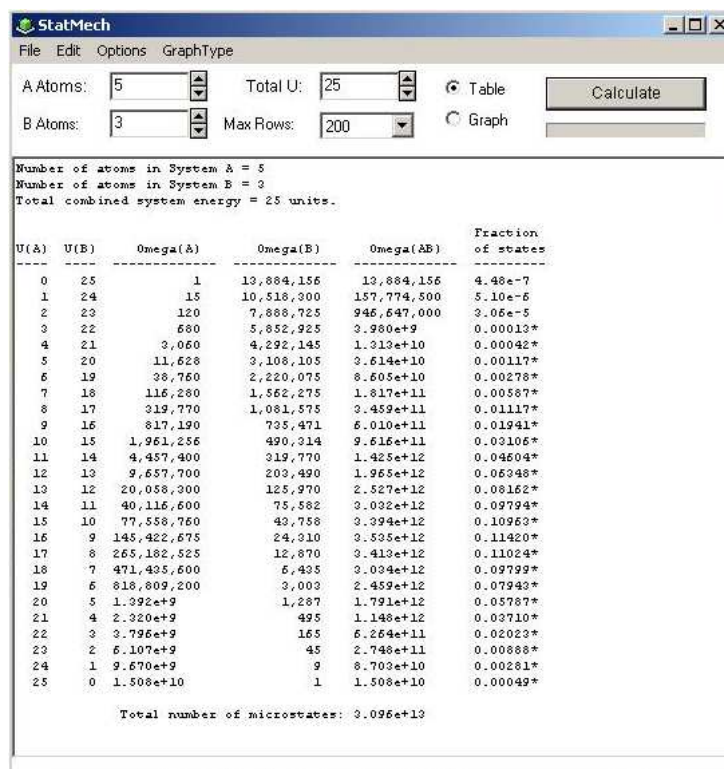 StatMech
File Edit Options GraphType
A Atoms: 5 Total U: 25 Table Calculate
B Atoms: 3 Max Rows: 200 Graph
Number of atoms in System A = 5
Number of atoms in System B = 3
Total combined system energy = 25 units.
Fraction
U(A) U(B) Omega(A) Omega(B) Omega(AB) of states
---- ---- ------------- ------------- ------------- ---------
0 25 1 13,884,156 13,884,156 4.48e-7
1 24 15 10,518,300 157,774,500 5.10e-6
2 23 120 7,888,725 946,647,000 3.06e-5
3 22 680 5,852,925 3.980e+9 0.00013*
4 21 3,060 4,292,145 1.313e+10 0.00042*
5 20 11,628 3,108,105 3.614e+10 0.00117*
6 19 38,760 2,220,075 8.605e+10 0.00278*
7 18 116,280 1,562,275 1.817e+11 0.00587*
8 17 319,770 1,081,575 3.459e+11 0.01117*
9 16 817,190 735,471 6.010e+11 0.01941*
10 15 1,961,256 490,314 9.616e+11 0.03106*
11 14 4,457,400 319,770 1.425e+12 0.04604*
12 13 9,657,700 203,490 1.965e+12 0.06348*
13 12 20,058,300 125,970 2.527e+12 0.08162*
14 11 40,116,600 75,582 3.032e+12 0.09794*
15 10 77,558,760 43,758 3.394e+12 0.10963*
16 9 145,422,675 24,310 3.535e+12 0.11420*
17 8 265,182,525 12,870 3.413e+12 0.11024*
18 7 471,435,600 6,435 3.034e+12 0.09799*
19 6 818,809,200 3,003 2.459e+12 0.07943*
20 5 1.392e+9 1,287 1.791e+12 0.05787*
21 4 2.320e+9 495 1.148e+12 0.03710*
22 3 3.796e+9 165 6.264e+11 0.02023*
23 2 6.107e+9 45 2.748e+11 0.00888*
24 1 9.670e+9 9 8.703e+10 0.00281*
25 0 1.508e+10 1 1.508e+10 0.00049*
Total number of microstates: 3.096e+13